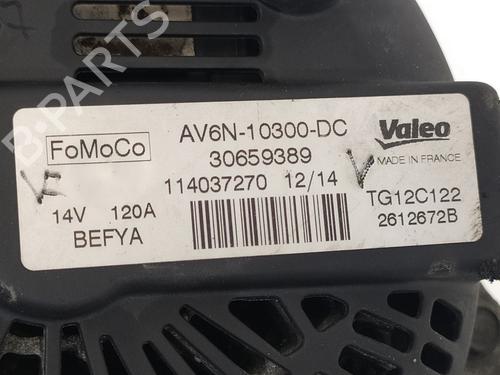 B-PARTS
FoMoCo
AV6N-10300-DC
30659389
114037270 12/14
14V 120A
BEFYA
Valeo
MADE IN FRANCE
TG12C122
2612672B